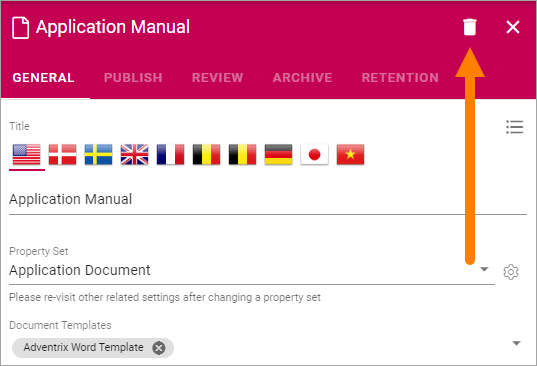 Application Manual
GENERAL PUBLISH REVIEW ARCHIVE RETENTION
Title
Application Manual
Property Set
Application Document
Please re-visit other related settings after changing a property set
Document Templates
Adventrix Word Template